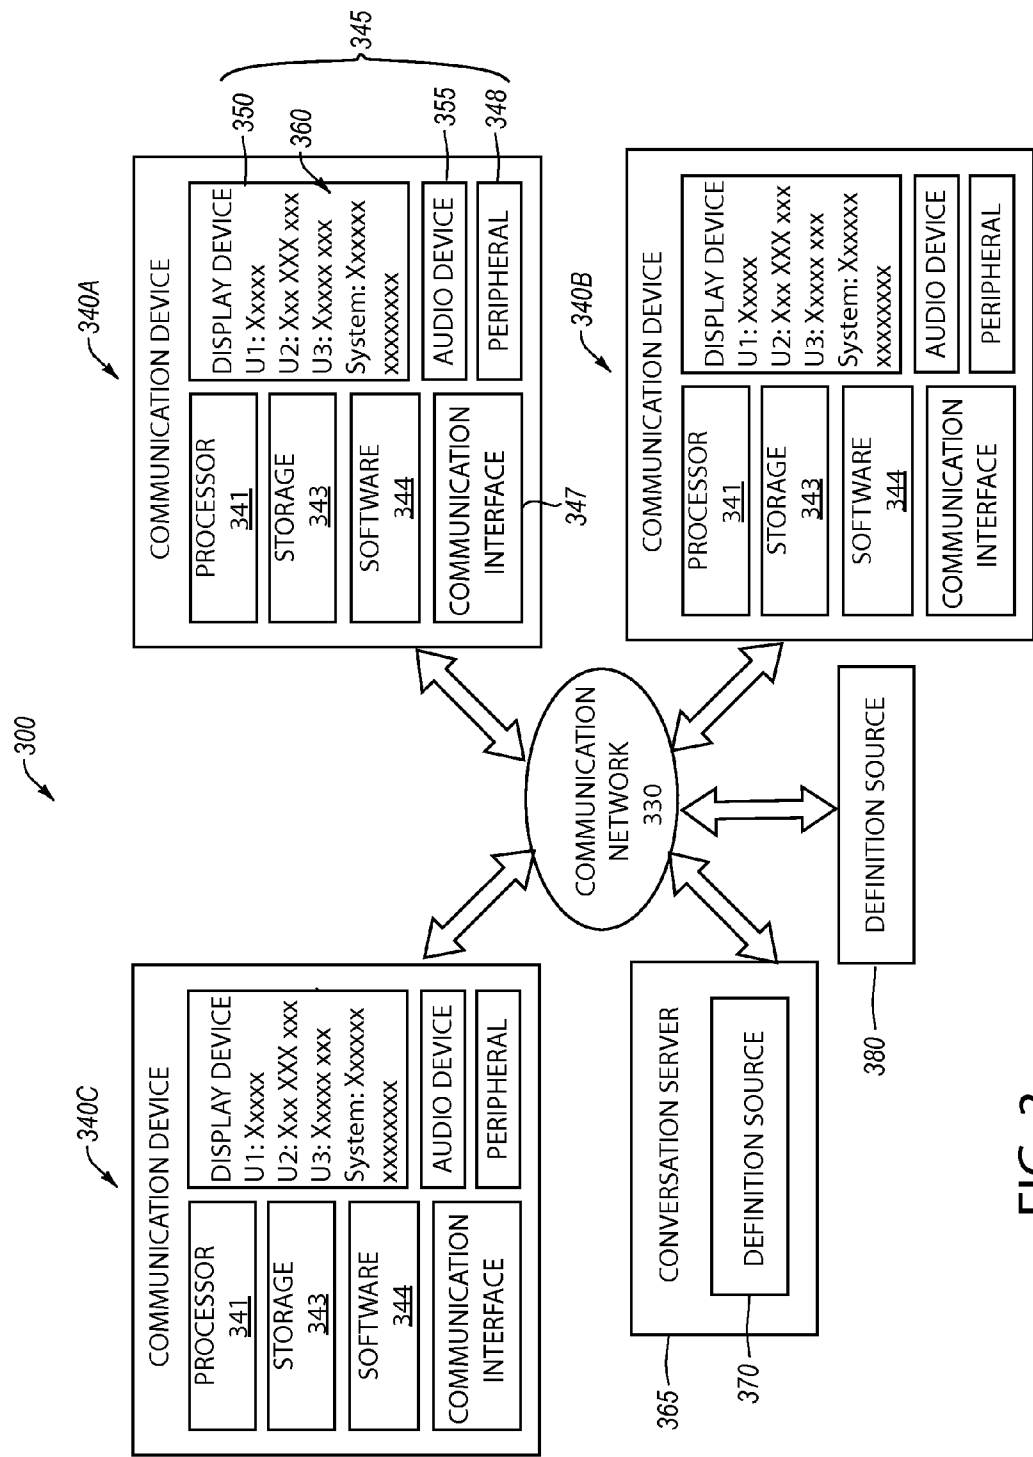 300
340C
COMMUNICATION DEVICE
PROCESSOR
341
STORAGE
343
SOFTWARE
344
COMMUNICATION
INTERFACE
DISPLAY DEVICE
U1: Xxxxx
U2: Xxx XXX xxx
U3: Xxxxx xxx
System: Xxxxxx
xxxxxxxx
AUDIO DEVICE
PERIPHERAL
340A
COMMUNICATION DEVICE
PROCESSOR
341
STORAGE
343
SOFTWARE
344
COMMUNICATION
INTERFACE
347
DISPLAY DEVICE
U1: Xxxxx
U2: Xxx XXX xxx
U3: Xxxxx xxx
System: Xxxxxx
xxxxxxxx
AUDIO DEVICE
PERIPHERAL
350
360
345
355
348
COMMUNICATION
NETWORK
330
365
CONVERSATION SERVER
DEFINITION SOURCE
370
DEFINITION SOURCE
380
340B
COMMUNICATION DEVICE
PROCESSOR
341
STORAGE
343
SOFTWARE
344
COMMUNICATION
INTERFACE
DISPLAY DEVICE
U1: Xxxxx
U2: Xxx XXX xxx
U3: Xxxxx xxx
System: Xxxxxx
xxxxxxxx
AUDIO DEVICE
PERIPHERAL
FIG.